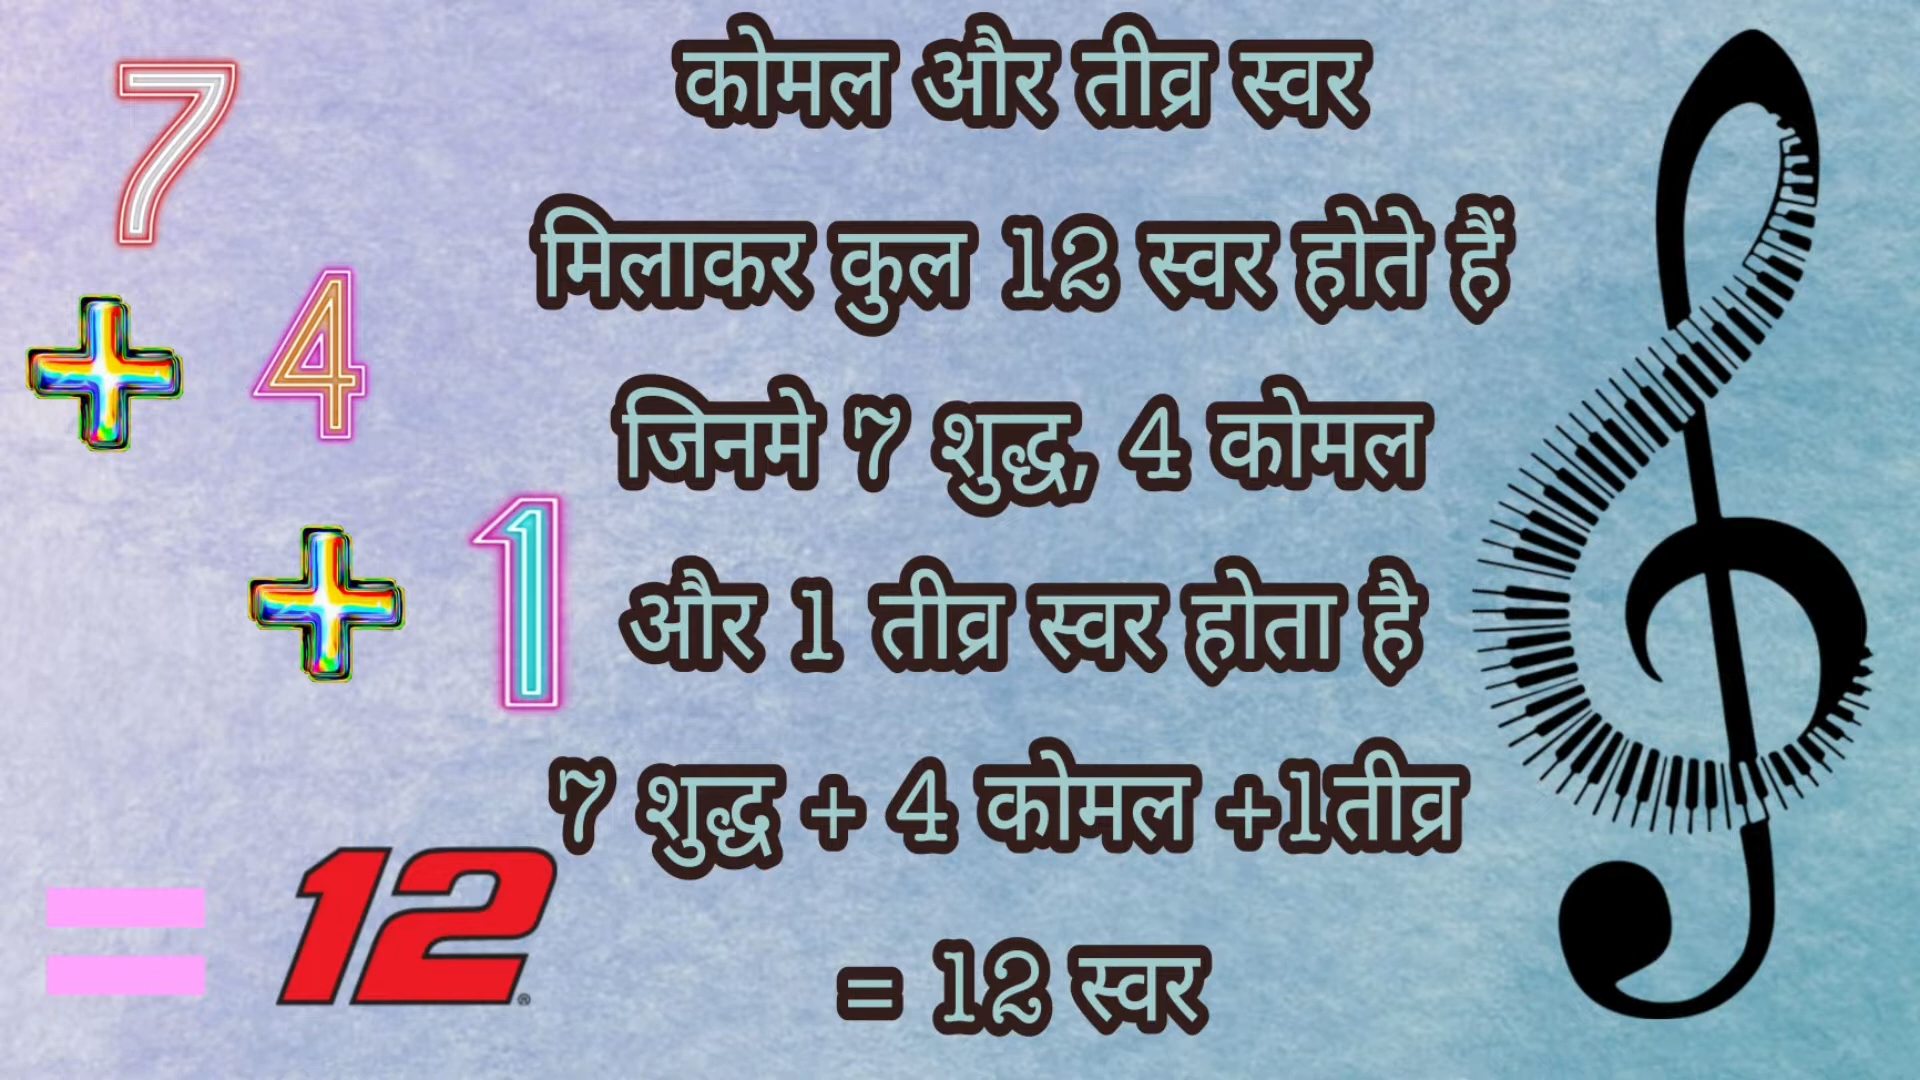 कोमल और तीव्र स्वर
मिलाकर कुल 12 स्वर होते हैं
जिनमे 7 शुद्ध, 4 कोमल
और 1 तीव्र स्वर होता है
7 शुद्ध + 4 कोमल +1तीव्र
= 12 स्वर
7
+ 4
+ 1
= 12